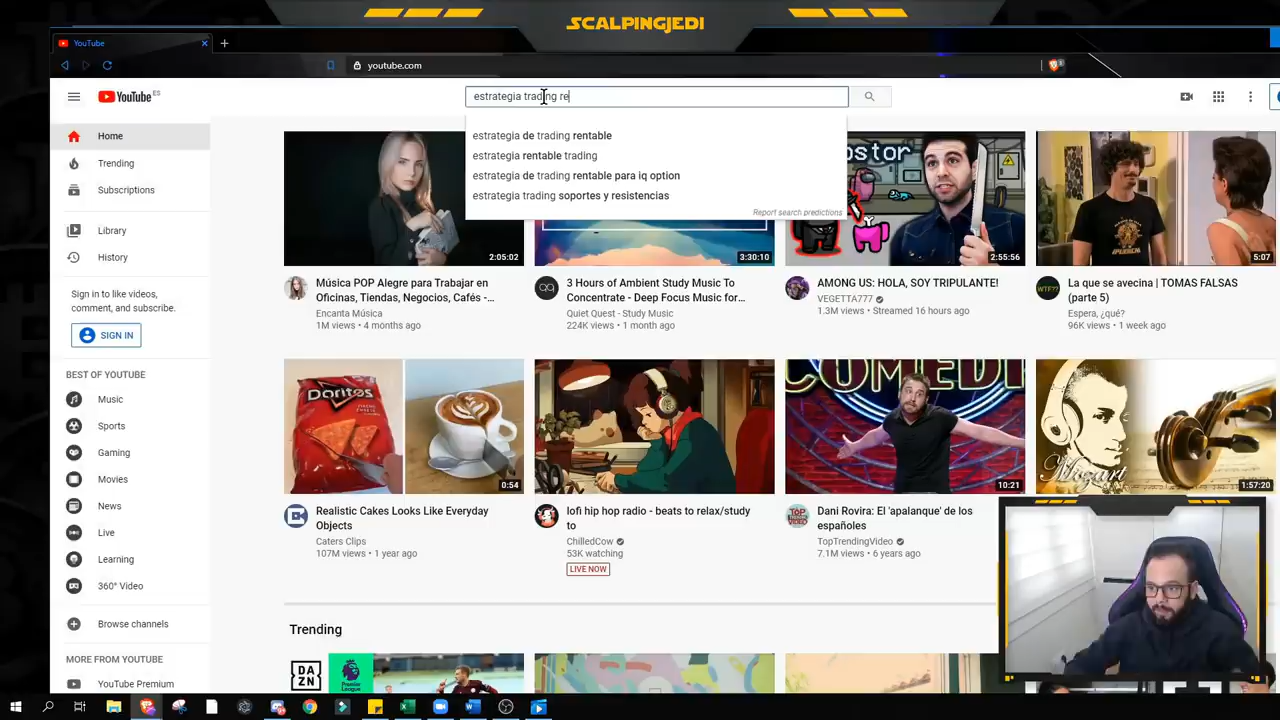 SCALPINGJEDI
YouTube
youtube.com
YouTube ES
estrategia trading re
estrategia de trading rentable
estrategia rentable trading
estrategia de trading rentable para iq option
estrategia trading soportes y resistencias
Report search predictions
Home
Trending
Subscriptions
Library
History
Sign in to like videos,
comment, and subscribe.
SIGN IN
BEST OF YOUTUBE
Music
Sports
Gaming
Movies
News
Live
Learning
360° Video
Browse channels
MORE FROM YOUTUBE
YouTube Premium
2:05:02
3:30:10
ostor
2:55:56
5:07
Música POP Alegre para Trabajar en
Oficinas, Tiendas, Negocios, Cafés -...
Encanta Música
1M views • 4 months ago
3 Hours of Ambient Study Music To
Concentrate - Deep Focus Music for...
Quiet Quest - Study Music
224K views • 1 month ago
AMONG US: HOLA, SOY TRIPULANTE!
VEGETTA777
1.3M views • Streamed 16 hours ago
WTF??
La que se avecina | TOMAS FALSAS
(parte 5)
Espera, ¿qué?
96K views • 1 week ago
Doritos
0:54
COMEDI
10:21
Mozart
1:57:20
Realistic Cakes Looks Like Everyday
Objects
Caters Clips
107M views • 1 year ago
lofi hip hop radio - beats to relax/study
to
ChilledCow
53K watching
LIVE NOW
TOP TRENDING VIDEO
Dani Rovira: El 'apalanque' de los
españoles
TopTrendingVideo
7.1M views • 6 years ago
Trending
DAZN
Premier
League